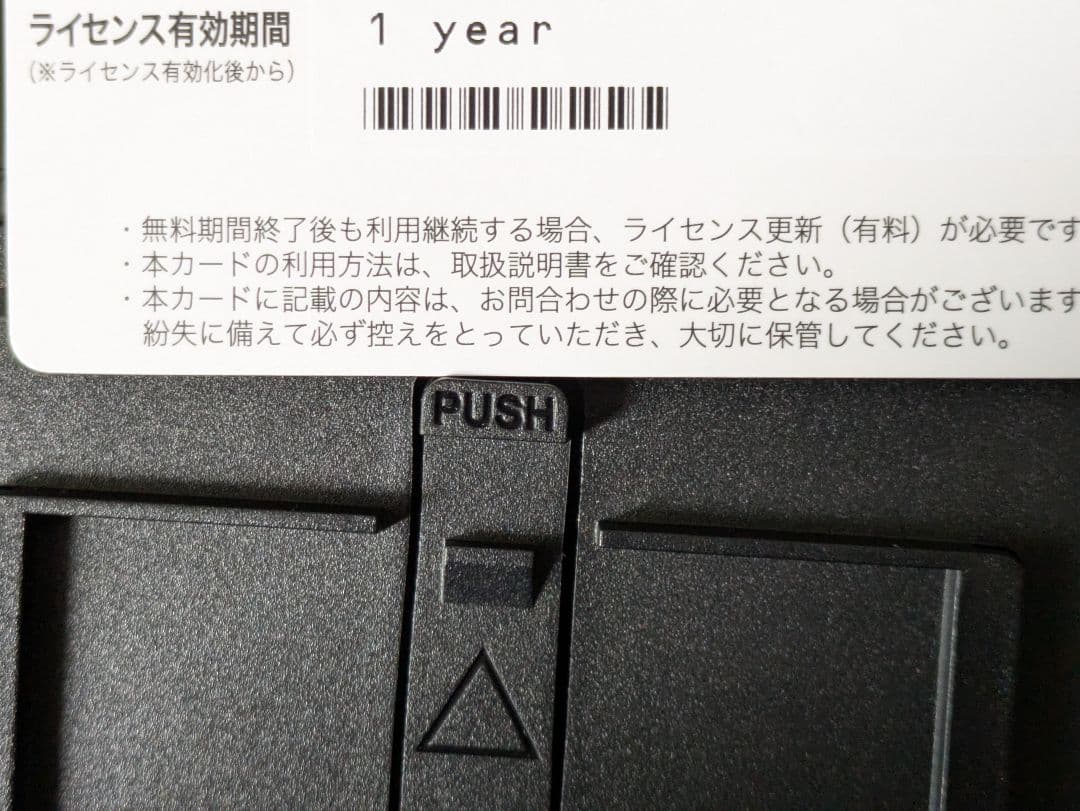 ライセンス有効期間 1 year
(※ライセンス有効化後から)
・無料期間終了後も利用継続する場合、ライセンス更新（有料）が必要です
・本カードの利用方法は、取扱説明書をご確認ください。
・本カードに記載の内容は、お問合わせの際に必要となる場合がございます
紛失に備えて必ず控えをとっていただき、大切に保管してください。
PUSH